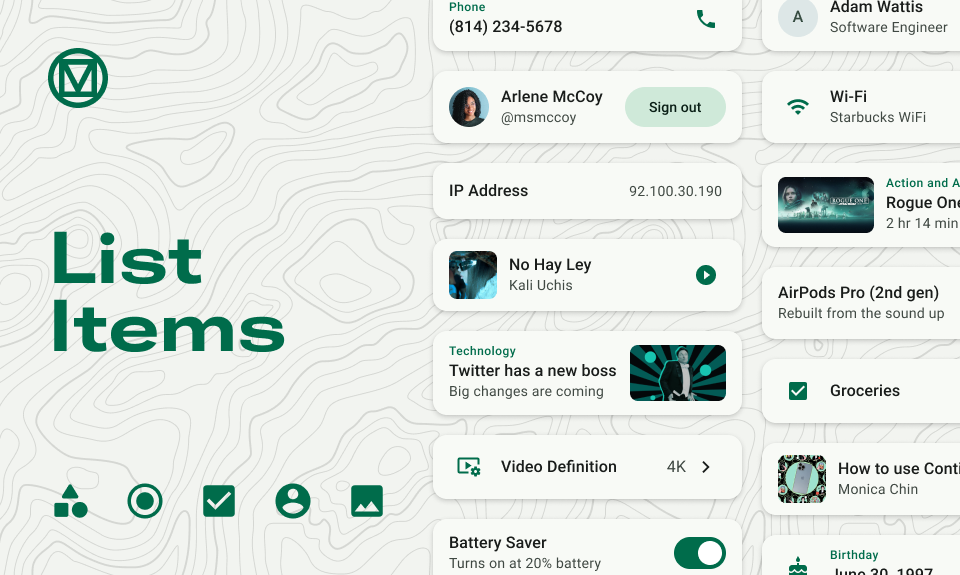 List
Items
Phone
(814) 234-5678
Arlene McCoy
@msmccoy
Sign out
IP Address
92.100.30.190
No Hay Ley
Kali Uchis
Technology
Twitter has a new boss
Big changes are coming
Video Definition
4K
Battery Saver
Turns on at 20% battery
A
Adam Wattis
Software Engineer
Wi-Fi
Starbucks WiFi
ROGUE ONE
Action and A
Rogue One
2 hr 14 min
AirPods Pro (2nd gen)
Rebuilt from the sound up
Groceries
How to use Conti
Monica Chin
Birthday
June 30, 1997